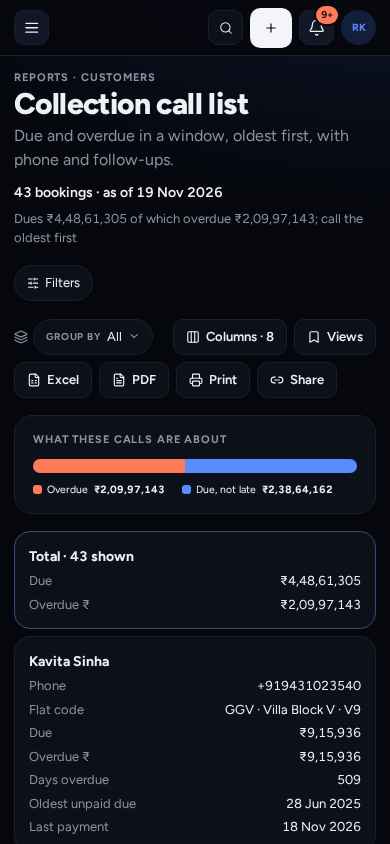 9+
RK
REPORTS · CUSTOMERS
Collection call list
Due and overdue in a window, oldest first, with
phone and follow-ups.
43 bookings · as of 19 Nov 2026
Dues ₹4,48,61,305 of which overdue ₹2,09,97,143; call the
oldest first
Filters
GROUP BY All
Columns · 8
Views
Excel
PDF
Print
Share
WHAT THESE CALLS ARE ABOUT
Overdue ₹2,09,97,143
Due, not late ₹2,38,64,162
Total · 43 shown
Due ₹4,48,61,305
Overdue ₹ ₹2,09,97,143
Kavita Sinha
Phone +919431023540
Flat code GGV · Villa Block V · V9
Due ₹9,15,936
Overdue ₹ ₹9,15,936
Days overdue 509
Oldest unpaid due 28 Jun 2025
Last payment 18 Nov 2026